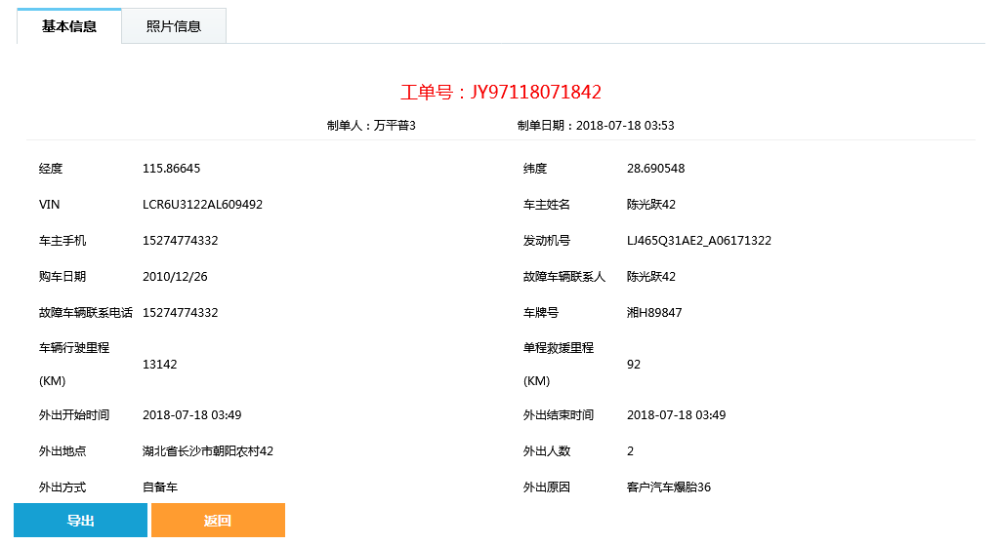 基本信息 照片信息
工单号：JY97118071842
制单人：万平普3 制单日期：2018-07-18 03:53
经度 115.86645 纬度 28.690548
VIN LCR6U3122AL609492 车主姓名 陈光跃42
车主手机 15274774332 发动机号 LJ465Q31AE2_A06171322
购车日期 2010/12/26 故障车辆联系人 陈光跃42
故障车辆联系电话 15274774332 车牌号 湘H89847
车辆行驶里程 (KM) 13142 单程救援里程 (KM) 92
外出开始时间 2018-07-18 03:49 外出结束时间 2018-07-18 03:49
外出地点 湖北省长沙市朝阳农村42 外出人数 2
外出方式 自备车 外出原因 客户汽车爆胎36
导出 返回